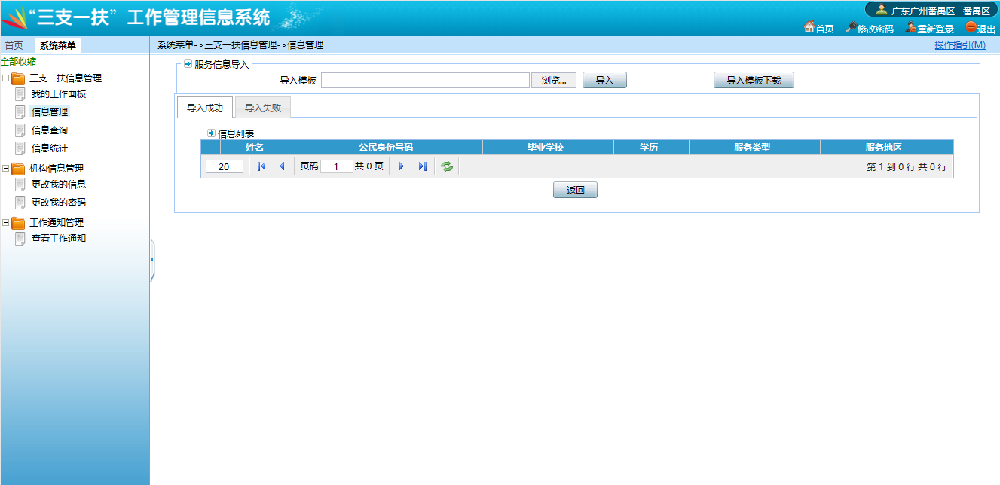 “三支一扶”工作管理信息系统
广东广州番禺区 番禺区
首页 修改密码 重新登录 退出
首页 系统菜单
系统菜单->三支一扶信息管理->信息管理
操作指引(M)
全部收缩
三支一扶信息管理
我的工作面板
信息管理
信息查询
信息统计
机构信息管理
更改我的信息
更改我的密码
工作通知管理
查看工作通知
服务信息导入
导入模板 浏览... 导入 导入模板下载
导入成功 导入失败
信息列表
姓名 公民身份号码 毕业学校 学历 服务类型 服务地区
20 页码 1 共 0 页 第 1 到 0 行 共 0 行
返回